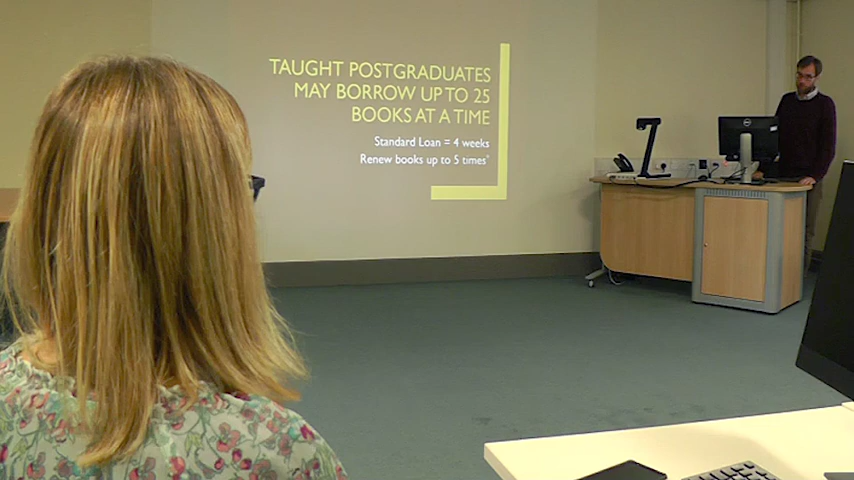 TAUGHT POSTGRADUATES
MAY BORROW UP TO 25
BOOKS AT A TIME
Standard Loan = 4 weeks
Renew books up to 5 times*
DELL